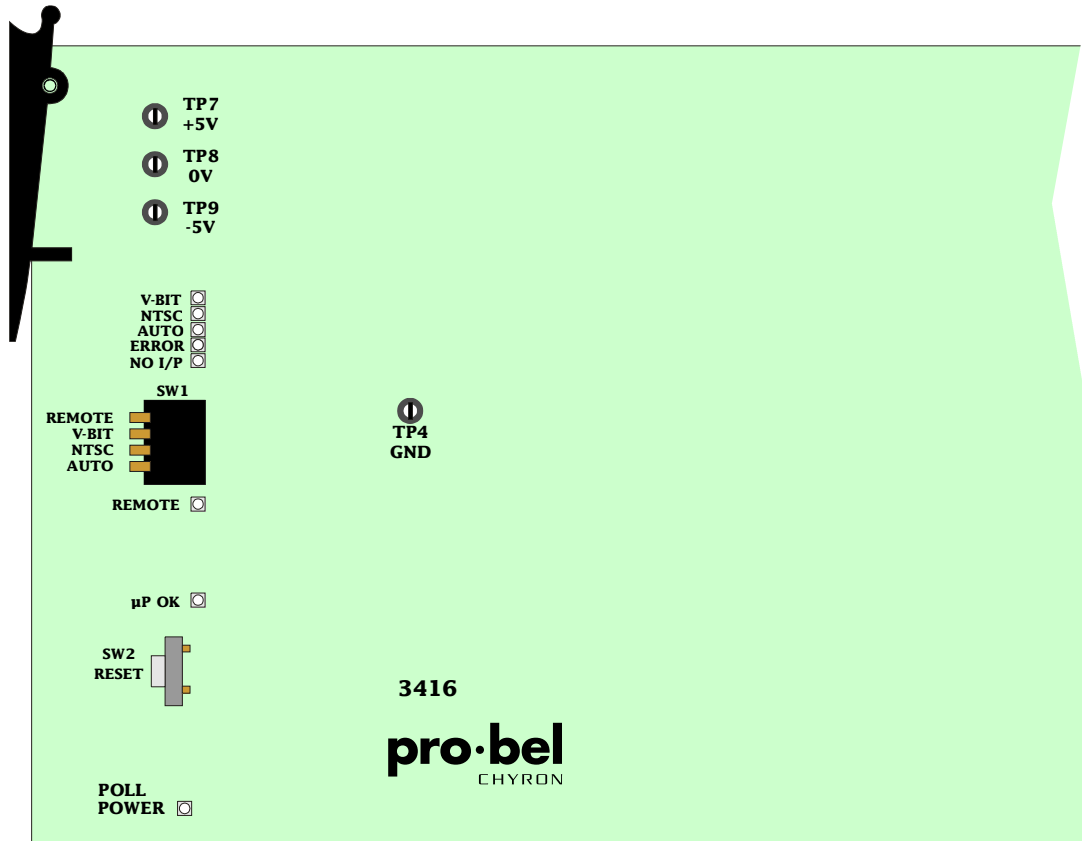 TP7
+5V
TP8
0V
TP9
-5V
V-BIT
NTSC
AUTO
ERROR
NO I/P
SW1
REMOTE
V-BIT
NTSC
AUTO
TP4
GND
REMOTE
µP OK
SW2
RESET
3416
pro·bel
CHYRON
POLL
POWER